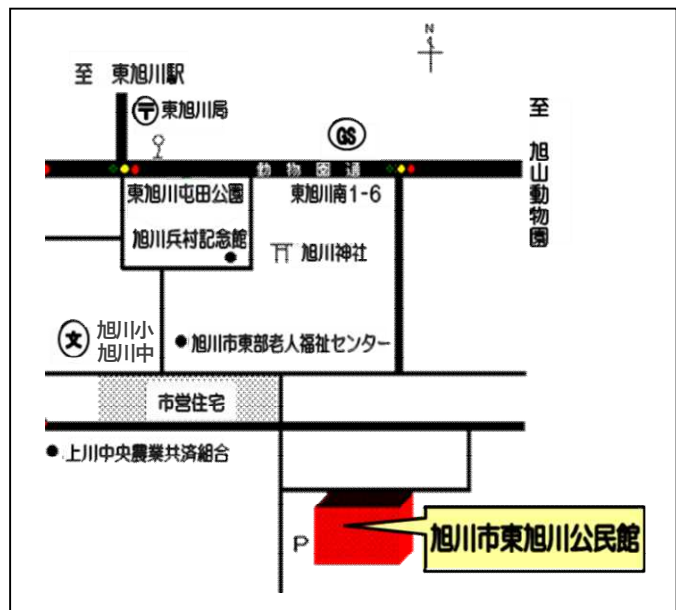 N
至 東旭川駅
〒 東旭川局
GS
至 旭山動物園
動物園通
東旭川屯田公園
東旭川南1-6
旭川兵村記念館
旭川神社
文
旭川小
旭川中
旭川市東部老人福祉センター
市営住宅
上川中央農業共済組合
P
旭川市東旭川公民館